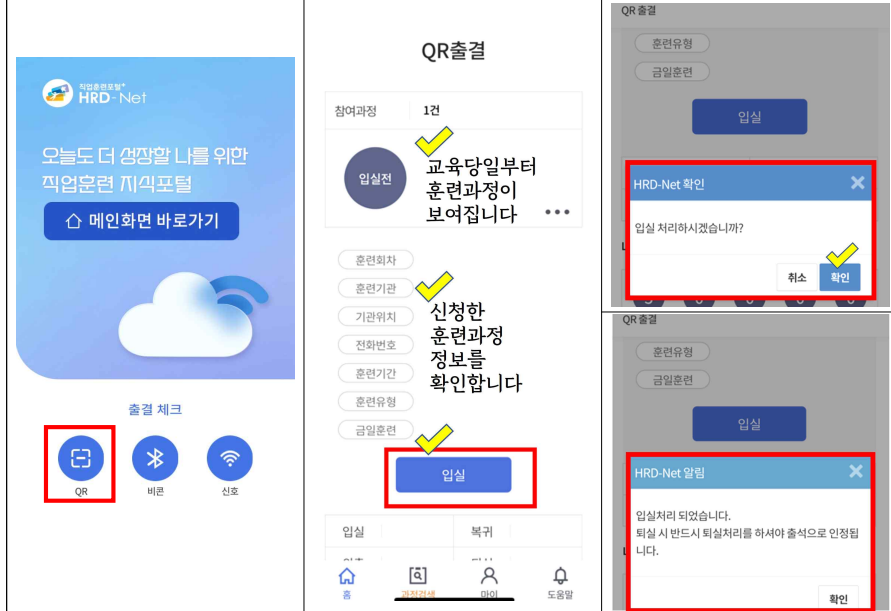 직업훈련포털
HRD-Net
오늘도 더 성장할 나를 위한
직업훈련 지식포털
메인화면 바로가기
출결 체크
QR
비콘
신호
QR출결
참여과정
1건
입실전
교육당일부터
훈련과정이
보여집니다
훈련회차
훈련기관
기관위치
전화번호
훈련기간
훈련유형
금일훈련
신청한
훈련과정
정보를
확인합니다
입실
입실
복귀
홈
과정검색
마이
도움말
QR출결
훈련유형
금일훈련
입실
HRD-Net 확인
입실 처리하시겠습니까?
취소
확인
QR출결
훈련유형
금일훈련
입실
HRD-Net 알림
입실처리 되었습니다.
퇴실 시 반드시 퇴실처리를 하셔야 출석으로 인정됩
니다.
확인